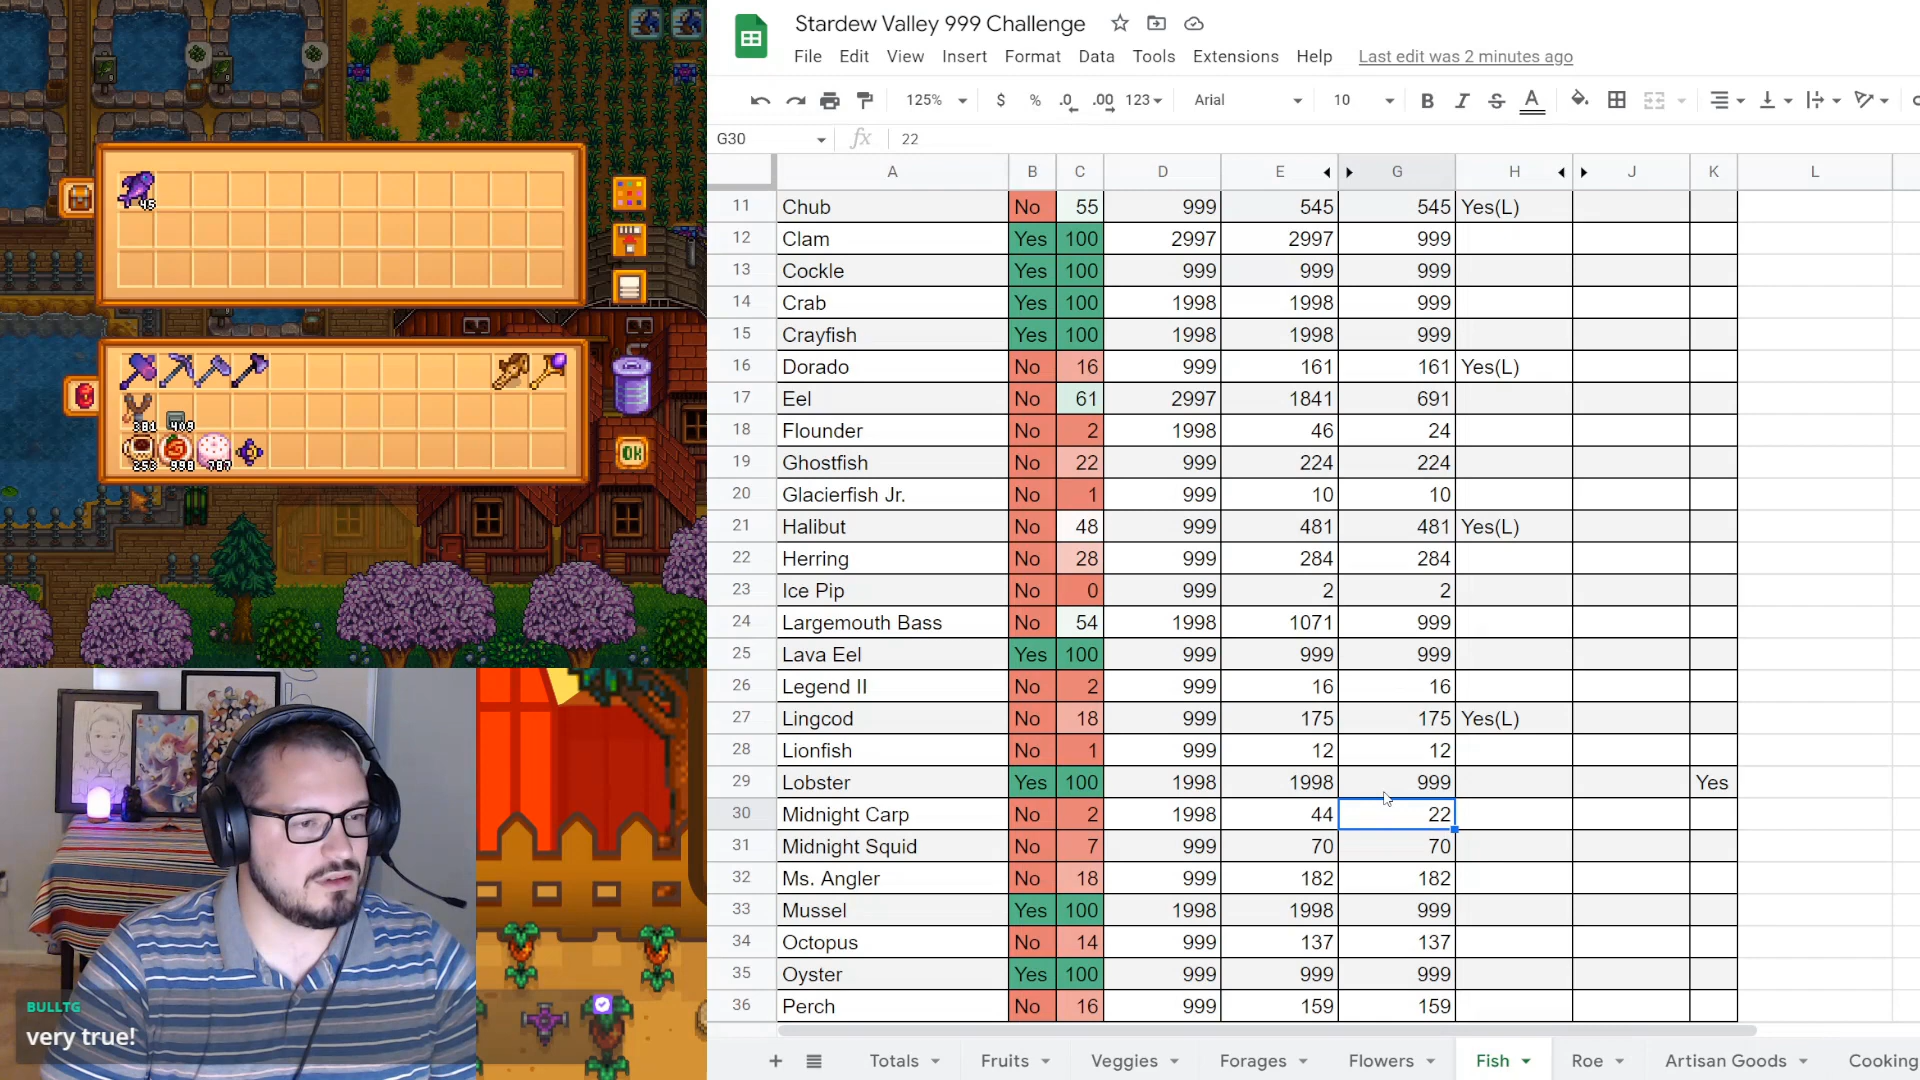 Stardew Valley 999 Challenge
File Edit View Insert Format Data Tools Extensions Help Last edit was 2 minutes ago
125% $ % .0 .00 123 Arial 10 B I S A
G30 fx 22
A B C D E G H J K L
11 Chub No 55 999 545 545 Yes(L)
12 Clam Yes 100 2997 2997 999
13 Cockle Yes 100 999 999 999
14 Crab Yes 100 1998 1998 999
15 Crayfish Yes 100 1998 1998 999
16 Dorado No 16 999 161 161 Yes(L)
17 Eel No 61 2997 1841 691
18 Flounder No 2 1998 46 24
19 Ghostfish No 22 999 224 224
20 Glacierfish Jr. No 1 999 10 10
21 Halibut No 48 999 481 481 Yes(L)
22 Herring No 28 999 284 284
23 Ice Pip No 0 999 2 2
24 Largemouth Bass No 54 1998 1071 999
25 Lava Eel Yes 100 999 999 999
26 Legend II No 2 999 16 16
27 Lingcod No 18 999 175 175 Yes(L)
28 Lionfish No 1 999 12 12
29 Lobster Yes 100 1998 1998 999 Yes
30 Midnight Carp No 2 1998 44 22
31 Midnight Squid No 7 999 70 70
32 Ms. Angler No 18 999 182 182
33 Mussel Yes 100 1998 1998 999
34 Octopus No 14 999 137 137
35 Oyster Yes 100 999 999 999
36 Perch No 16 999 159 159
Totals Fruits Veggies Forages Flowers Fish Roe Artisan Goods Cooking
45
381 409
253 998 787
OK
BULLTG
very true!